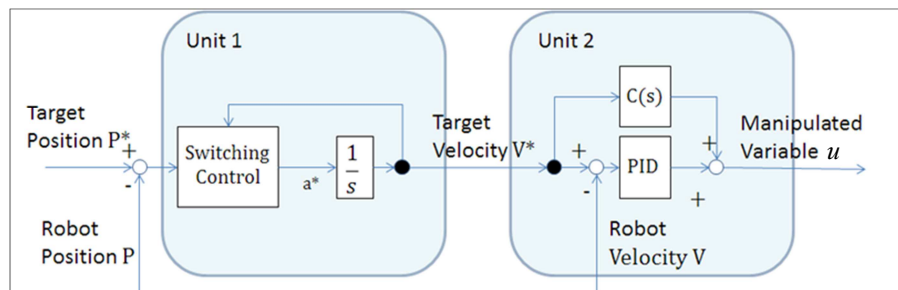 Unit 1
Unit 2
Target
Position P*
+
-
Robot
Position P
Switching
Control
a*
1
s
Target
Velocity V*
C(s)
+
-
PID
+
+
Robot
Velocity V
Manipulated
Variable u